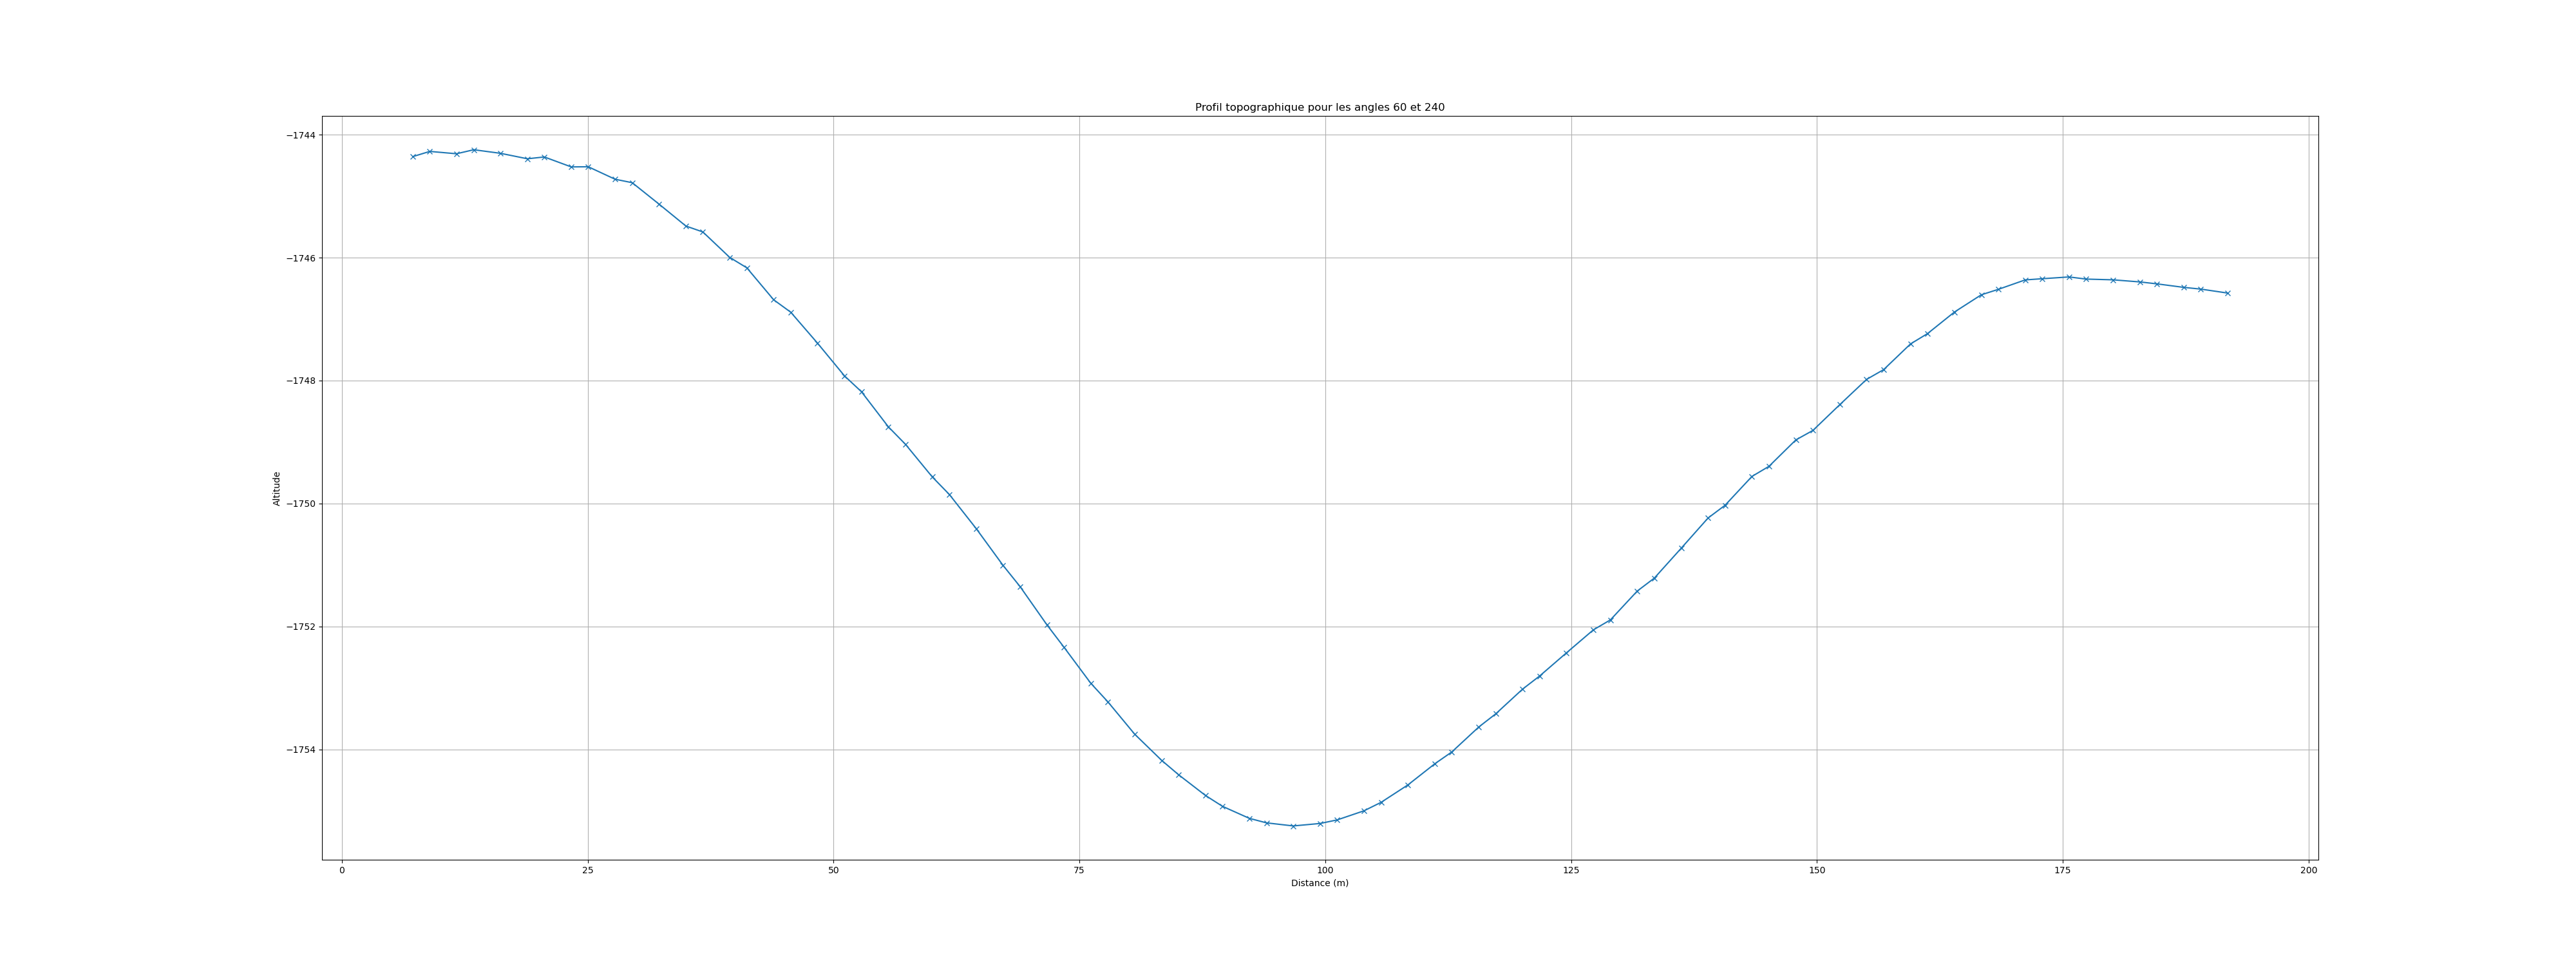 Profil topographique pour les angles 60 et 240
−1744
−1746
−1748
−1750
−1752
−1754
Altitude
0 25 50 75 100 125 150 175 200
Distance (m)